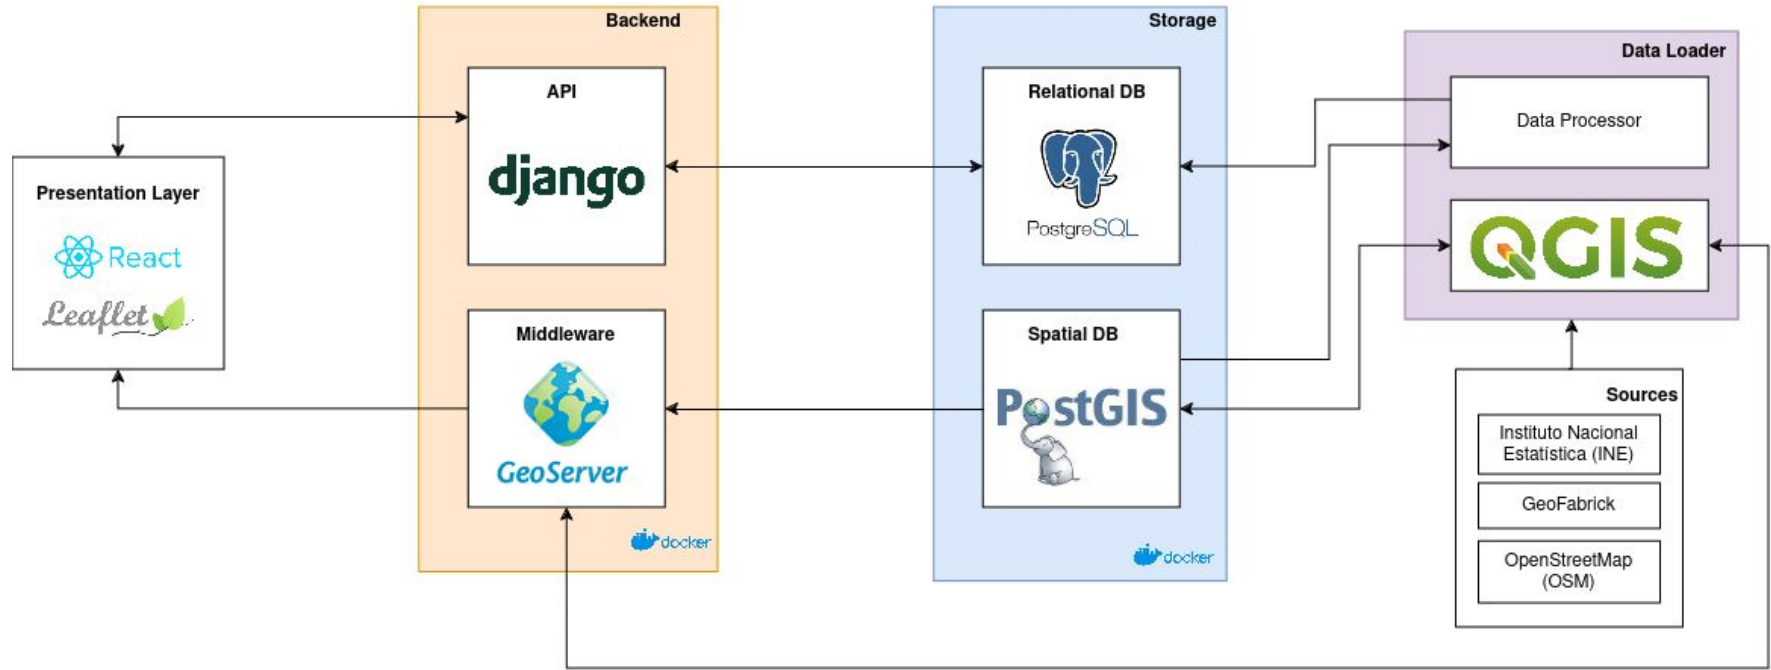 Backend
Storage
Data Loader
API
django
Relational DB
PostgreSQL
Data Processor
Presentation Layer
React
Leaflet
QGIS
Middleware
GeoServer
Spatial DB
PostGIS
Sources
Instituto Nacional
Estatística (INE)
GeoFabrick
OpenStreetMap
(OSM)
docker
docker